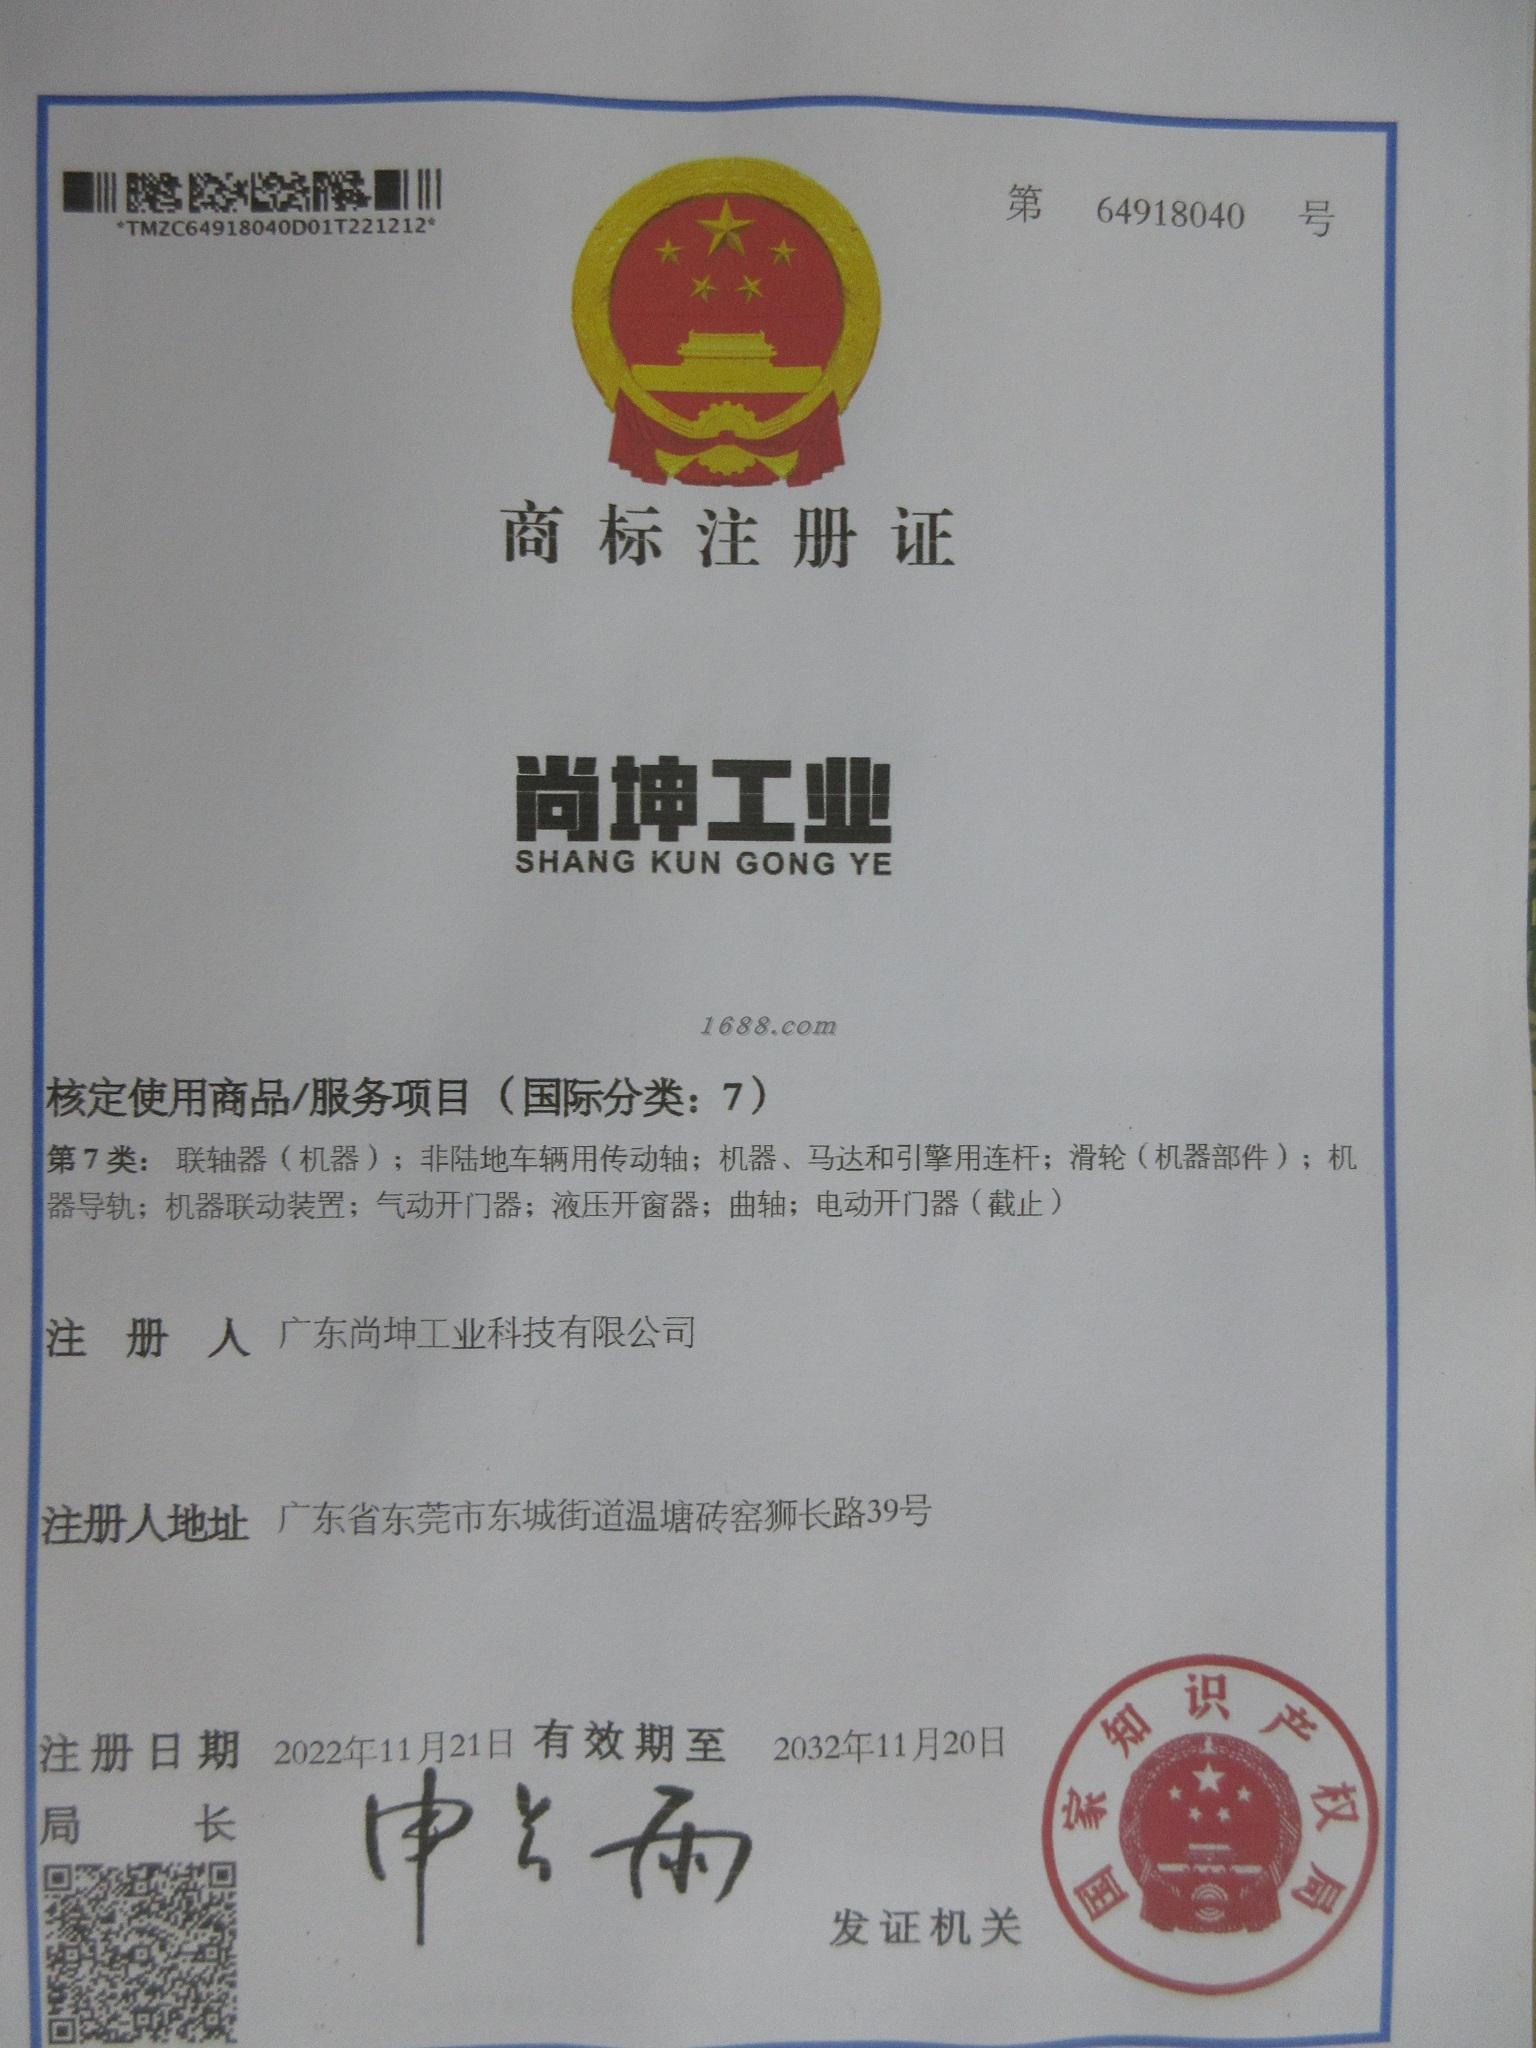 *TMZC64918040D01T221212*
第 64918040 号
商标注册证
尚坤工业
SHANG KUN GONG YE
1688.com
核定使用商品/服务项目（国际分类：7）
第7类：联轴器（机器）；非陆地车辆用传动轴；机器、马达和引擎用连杆；滑轮（机器部件）；机
器导轨；机器联动装置；气动开门器；液压开窗器；曲轴；电动开门器（截止）
注册人 广东尚坤工业科技有限公司
注册人地址 广东省东莞市东城街道温塘砖窑狮长路39号
注册日期 2022年11月21日 有效期至 2032年11月20日
局长 申长雨
发证机关
国家知识产权局